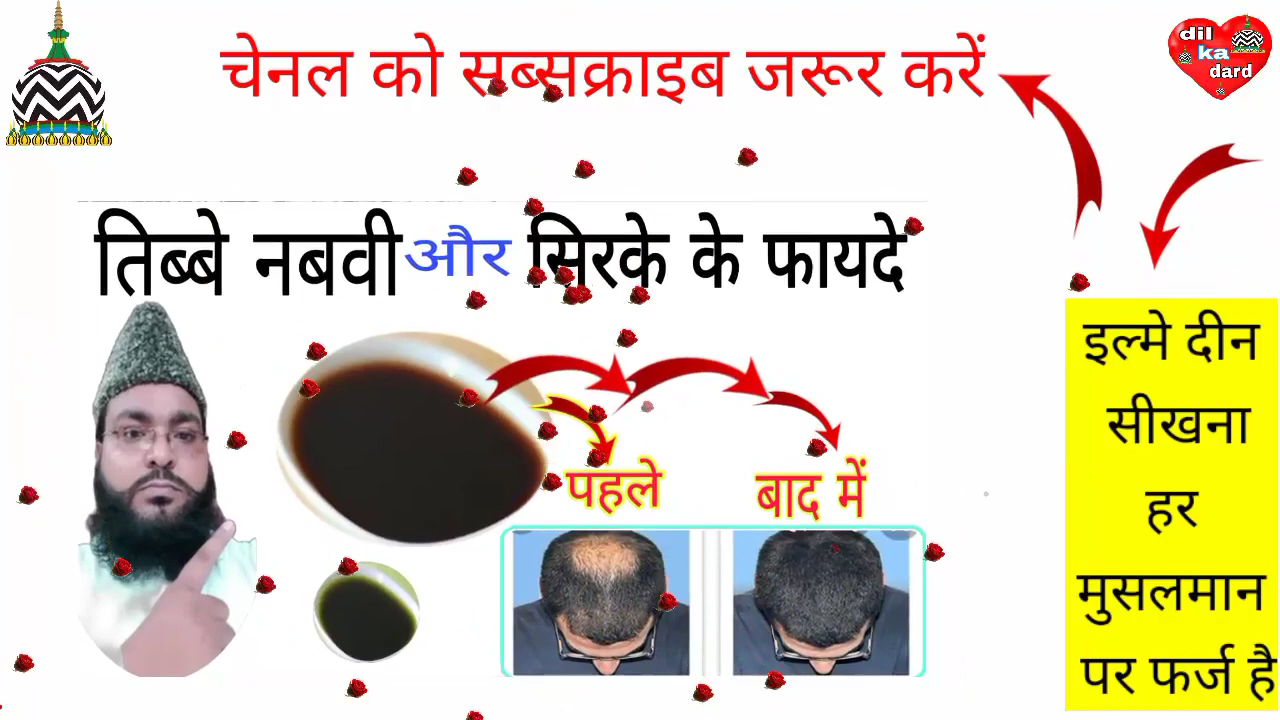 चेनल को सब्सक्राइब जरूर करें
dil
ka
dard
तिब्बे नबवी और सिरके के फायदे
पहले
बाद में
इल्मे दीन
सीखना
हर
मुसलमान
पर फर्ज है